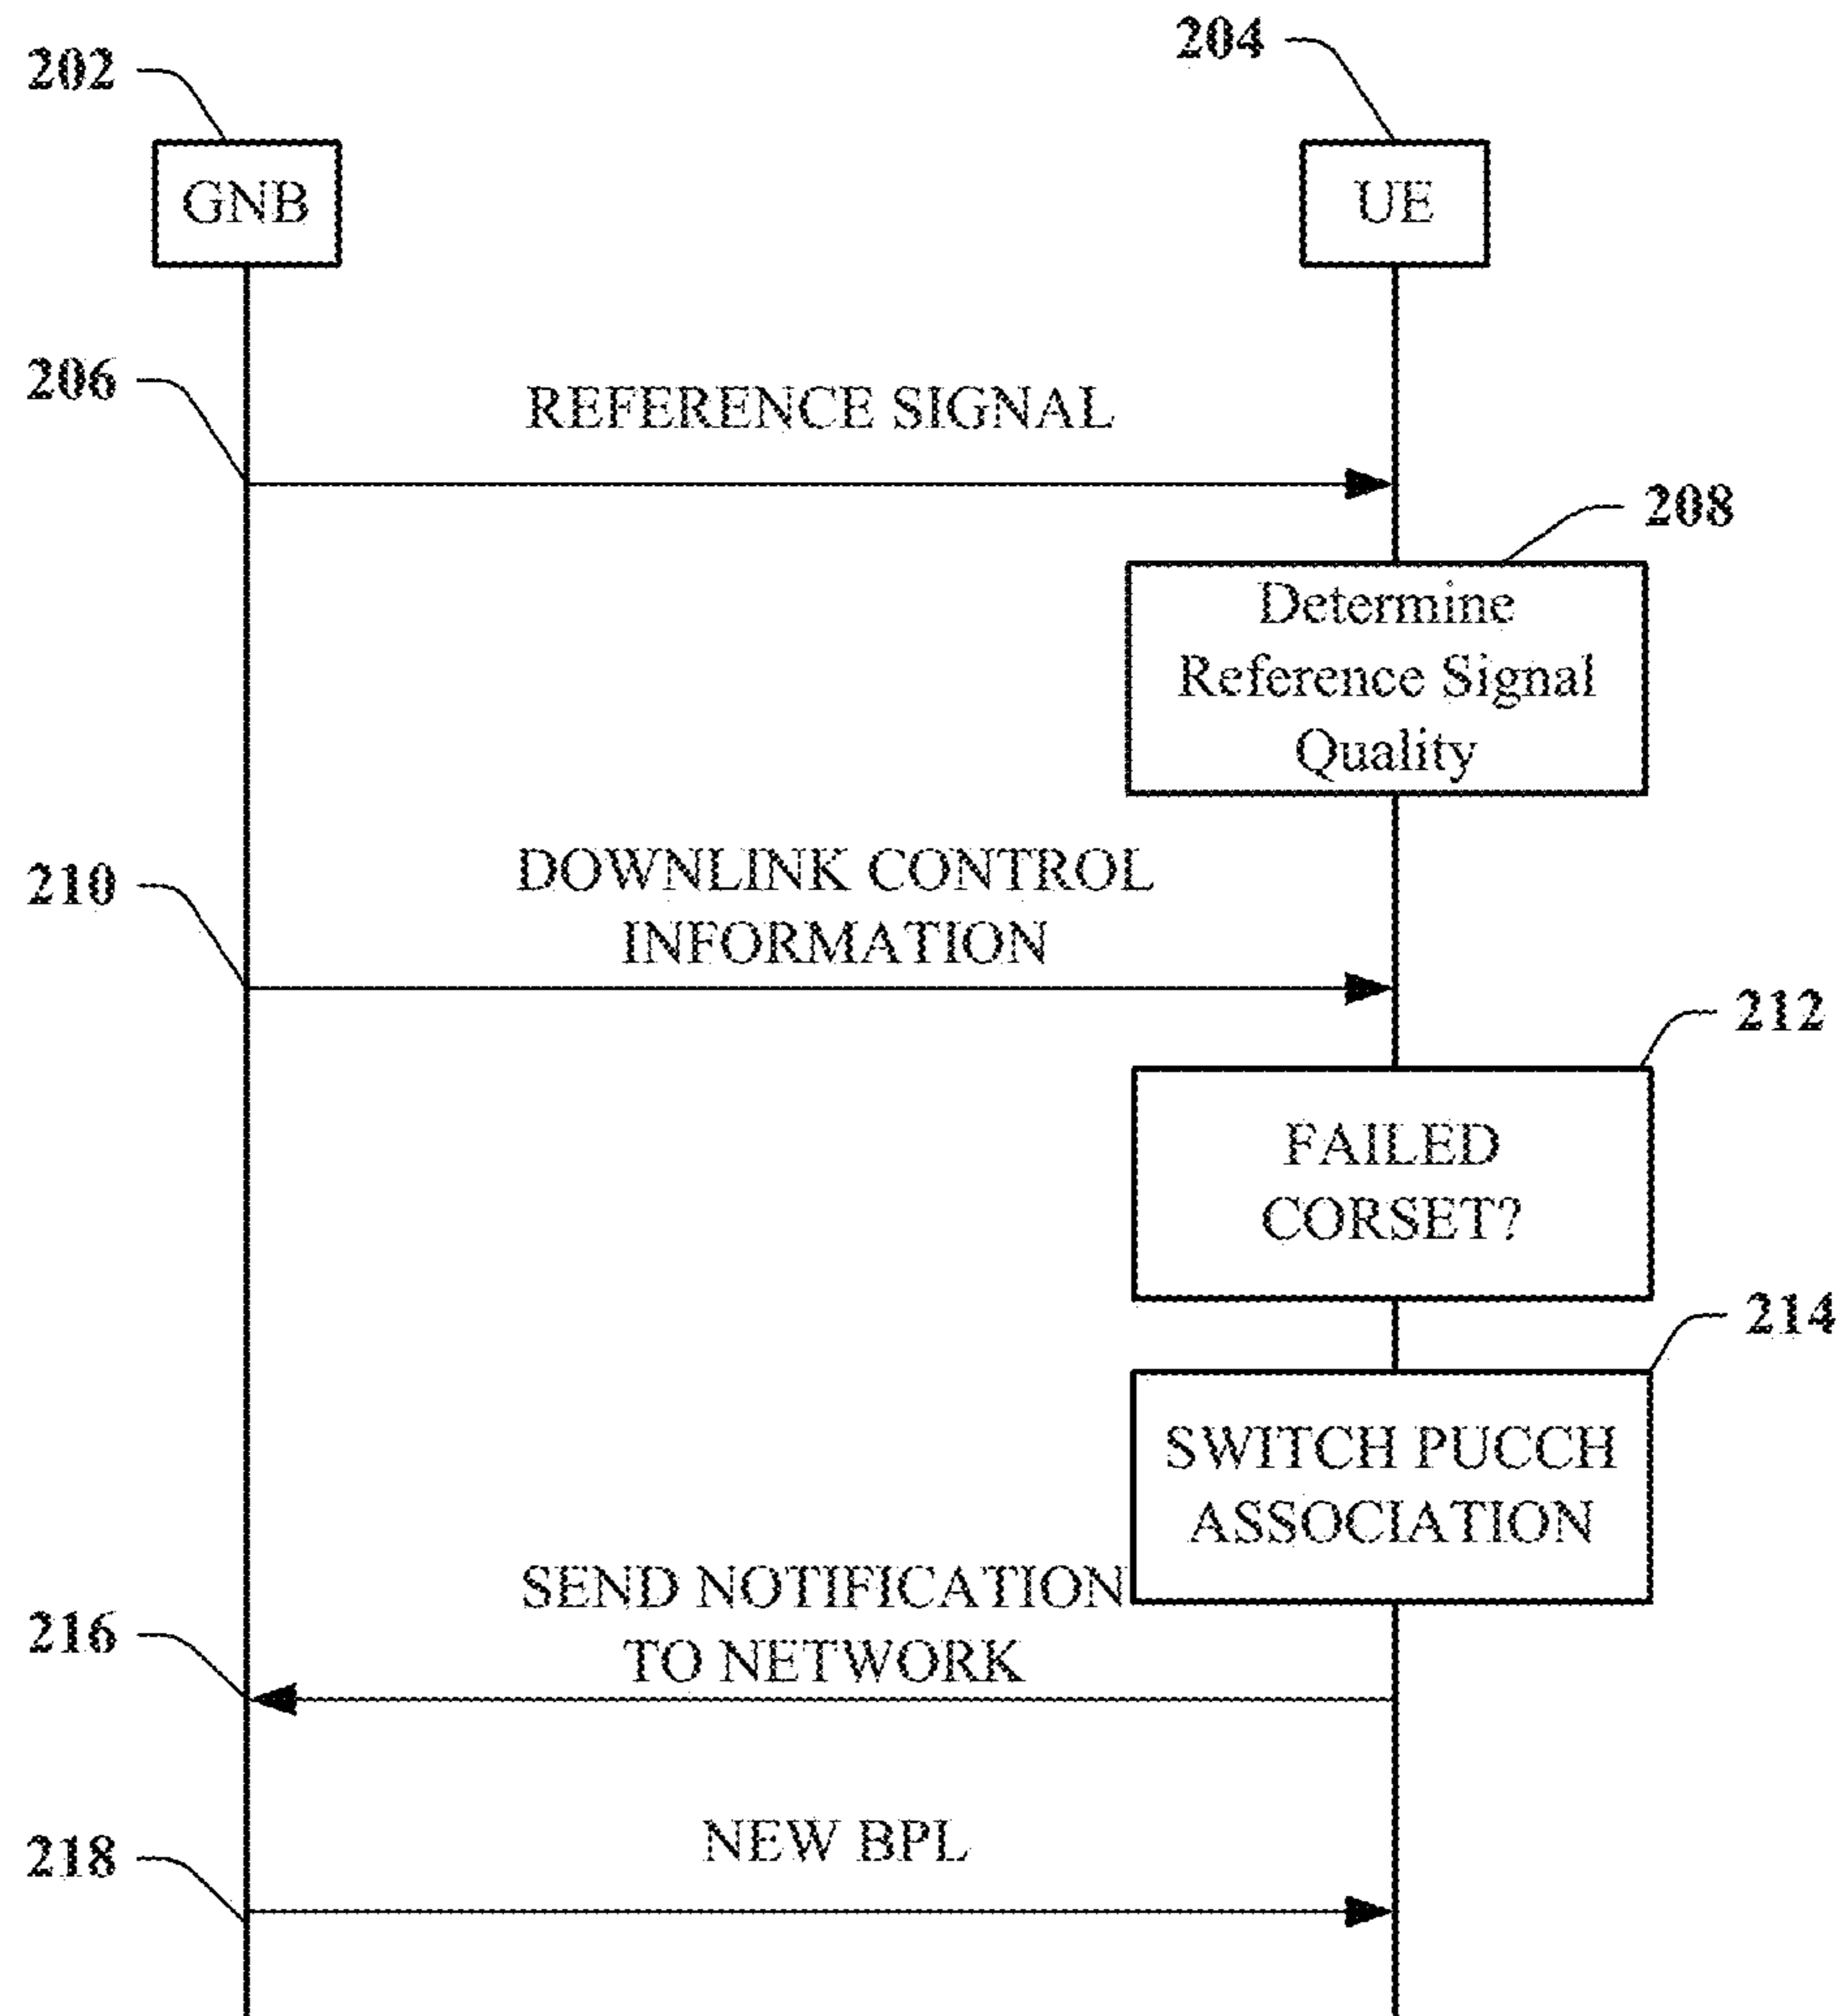 204
202
GNB
UE
206
REFERENCE SIGNAL
208
Determine
Reference Signal
Quality
210
DOWNLINK CONTROL
INFORMATION
212
FAILED
CORSET?
214
SWITCH PUCCH
ASSOCIATION
SEND NOTIFICATION
216
TO NETWORK
NEW BPL
218